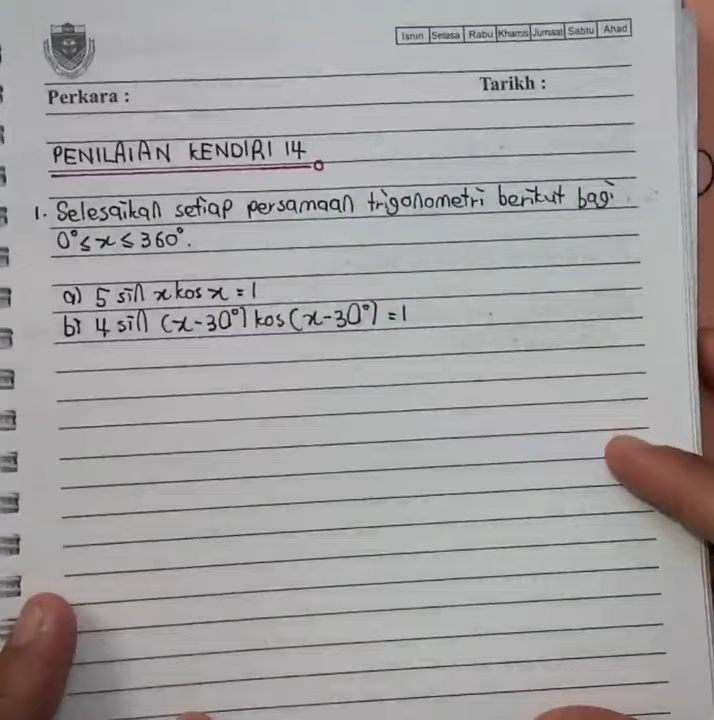 Isnin Selasa Rabu Khamis Jumaat Sabtu Ahad
Perkara : Tarikh :
PENILAIAN KENDIRI 14
1. Selesaikan setiap persamaan trigonometri berikut bagi
0° ≤ x ≤ 360°.
a) 5 sin x kos x = 1
b) 4 sin (x-30°) kos (x-30°) = 1